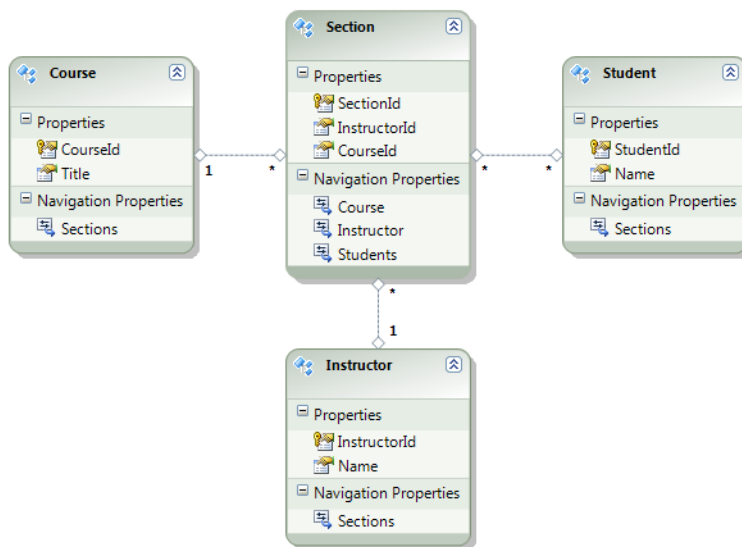 Course
Properties
CourseId
Title
Navigation Properties
Sections
1
*
Section
Properties
SectionId
InstructorId
CourseId
Navigation Properties
Course
Instructor
Students
*
*
Student
Properties
StudentId
Name
Navigation Properties
Sections
*
1
Instructor
Properties
InstructorId
Name
Navigation Properties
Sections